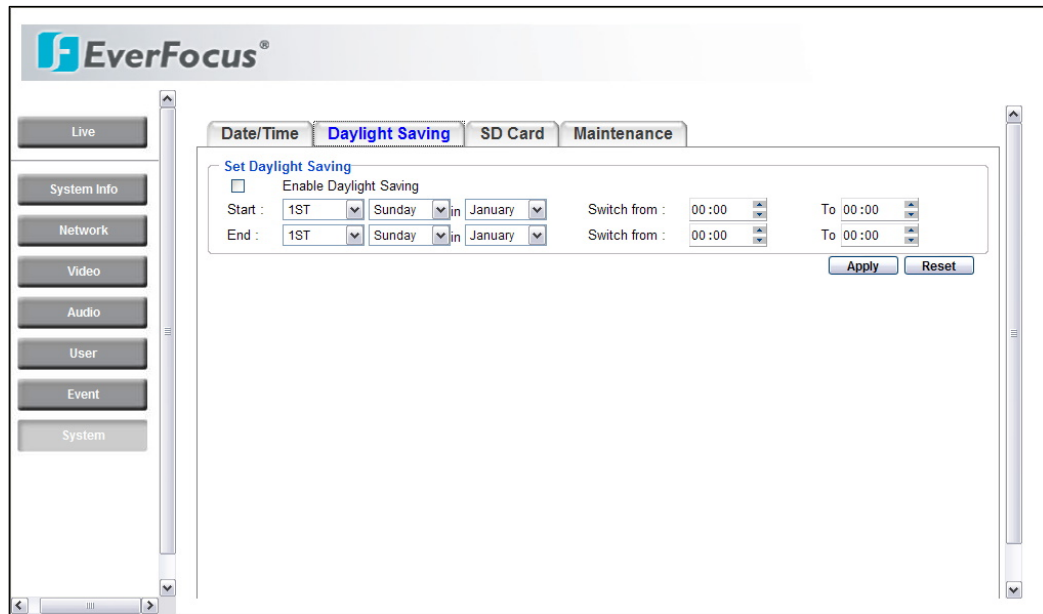 EverFocus®
Live
System Info
Network
Video
Audio
User
Event
System
Date/Time Daylight Saving SD Card Maintenance
Set Daylight Saving
Enable Daylight Saving
Start : 1ST Sunday in January Switch from : 00:00 To 00:00
End : 1ST Sunday in January Switch from : 00:00 To 00:00
Apply Reset